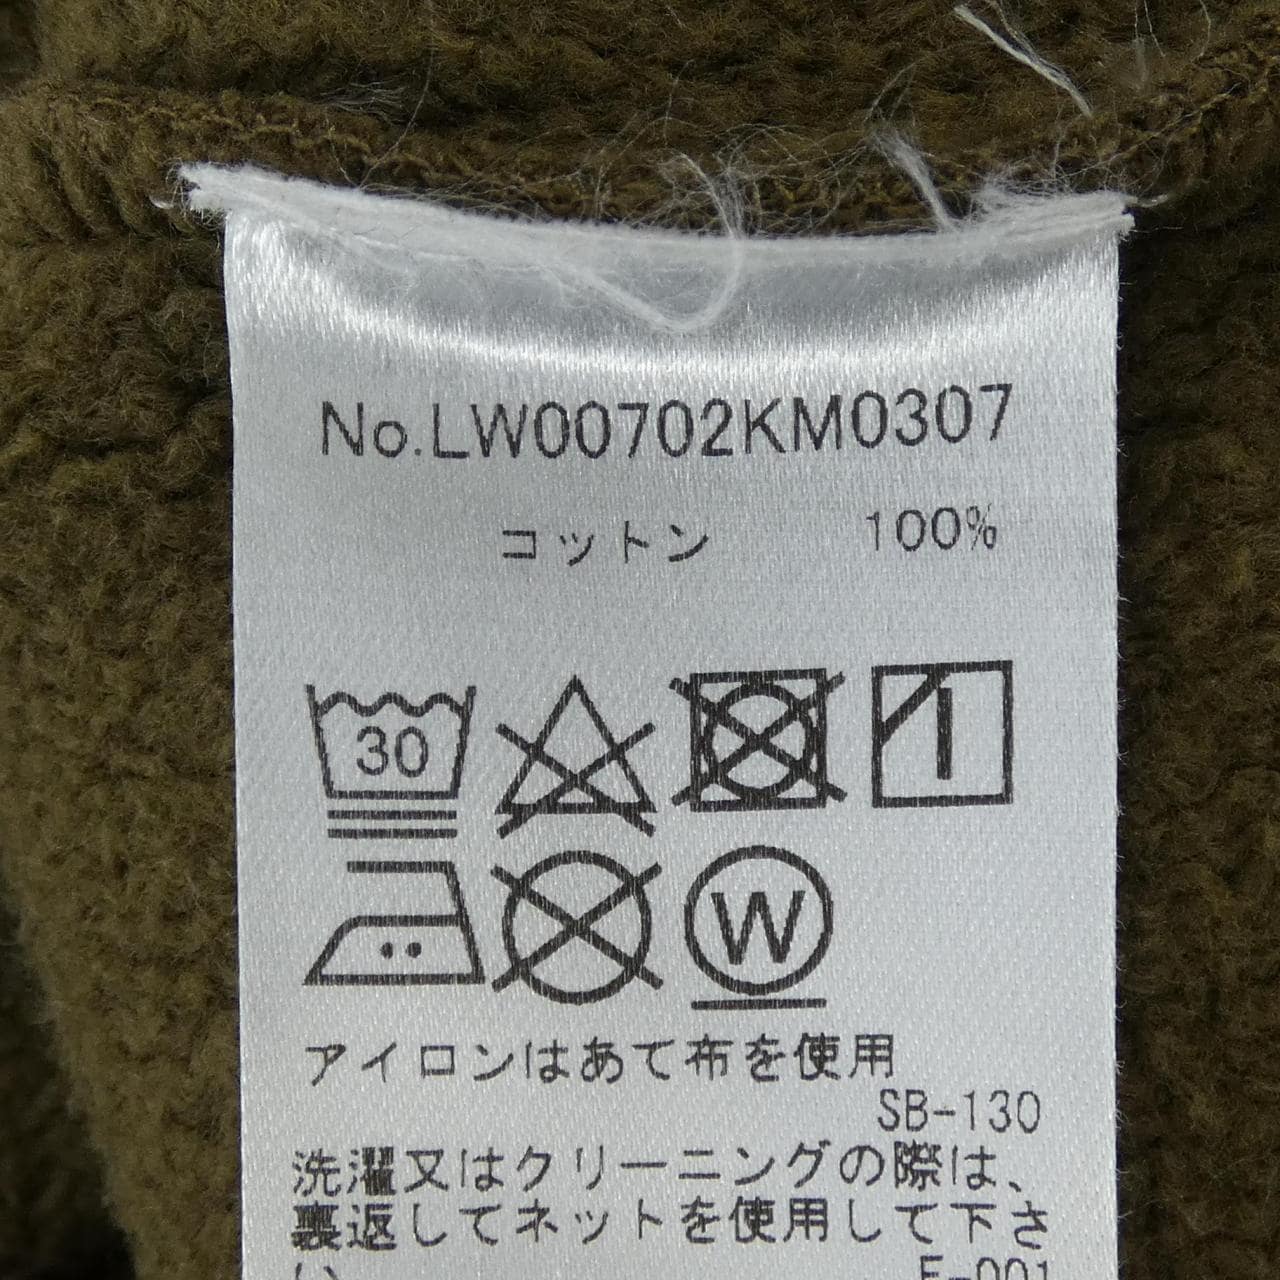 No.LW00702KM0307
コットン 100%
30
W
アイロンはあて布を使用
SB-130
洗濯又はクリーニングの際は、
裏返してネットを使用して下さ
い
F-001